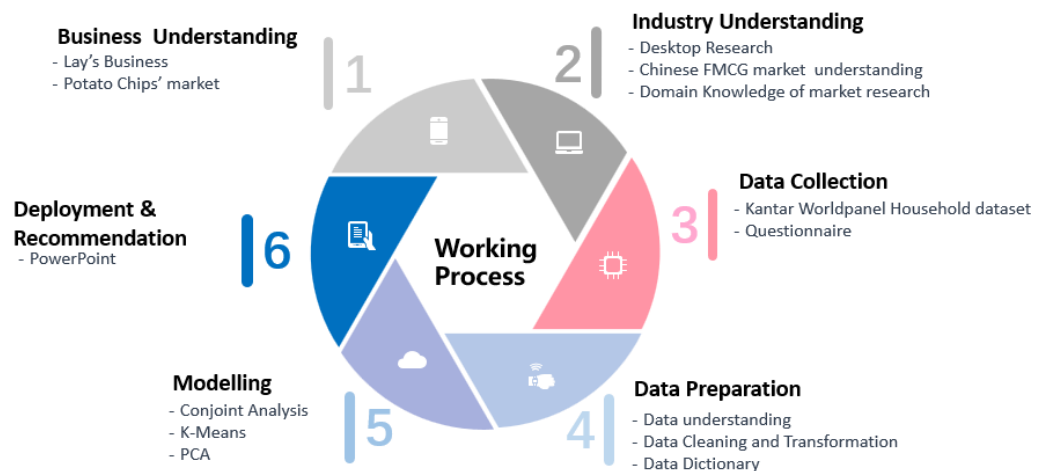 Business  Understanding
- Lay's Business
- Potato Chips' market
1
2
Industry Understanding
- Desktop Research
- Chinese FMCG market  understanding
- Domain Knowledge of market research
3
Data Collection
- Kantar Worldpanel Household dataset
- Questionnaire
Working
Process
Deployment &
Recommendation
- PowerPoint
6
Modelling
- Conjoint Analysis
- K-Means
- PCA
5
4
Data Preparation
- Data understanding
- Data Cleaning and Transformation
- Data Dictionary